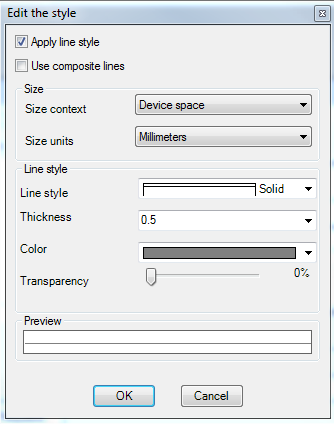 Edit the style
Apply line style
Use composite lines
Size
Size context Device space
Size units Millimeters
Line style
Line style Solid
Thickness 0.5
Color
Transparency 0%
Preview
OK Cancel